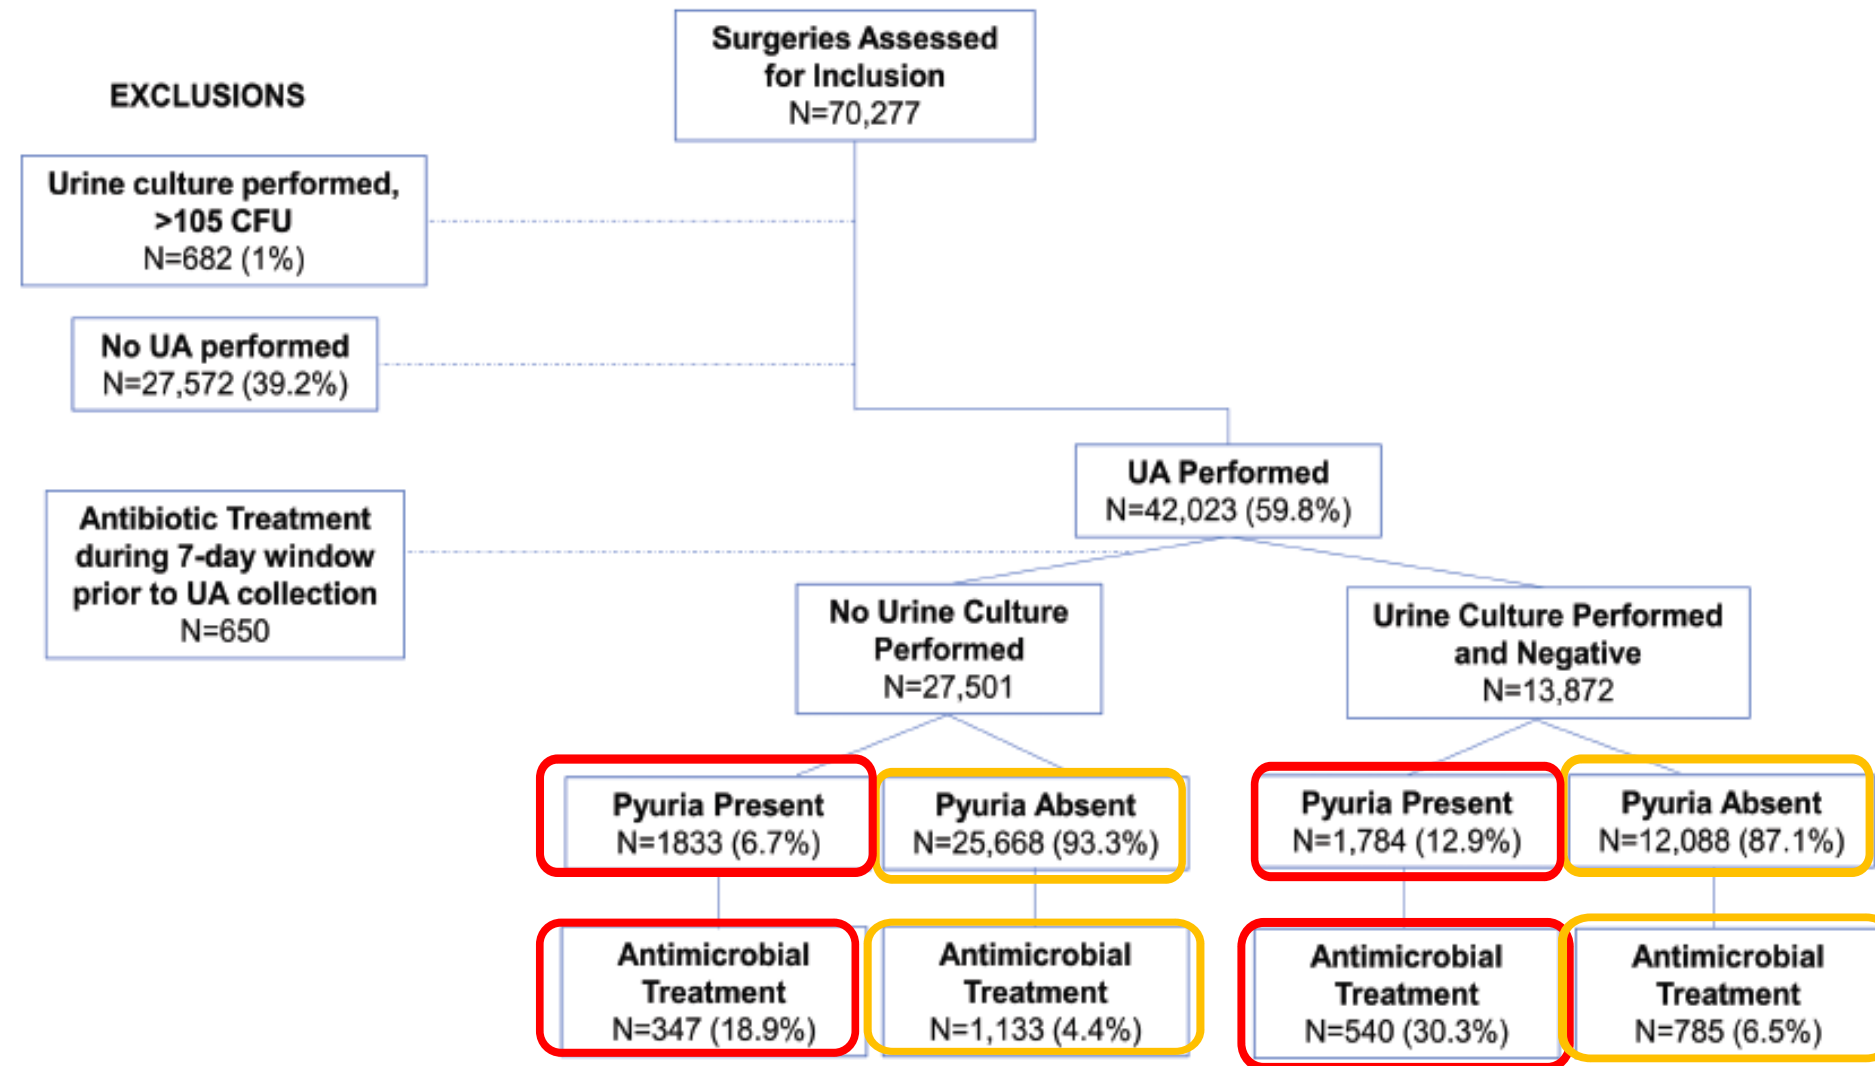 Surgeries Assessed
for Inclusion
N=70,277
EXCLUSIONS
Urine culture performed,
>105 CFU
N=682 (1%)
No UA performed
N=27,572 (39.2%)
UA Performed
N=42,023 (59.8%)
Antibiotic Treatment
during 7-day window
prior to UA collection
N=650
No Urine Culture
Performed
N=27,501
Urine Culture Performed
and Negative
N=13,872
Pyuria Present
N=1833 (6.7%)
Pyuria Absent
N=25,668 (93.3%)
Pyuria Present
N=1,784 (12.9%)
Pyuria Absent
N=12,088 (87.1%)
Antimicrobial
Treatment
N=347 (18.9%)
Antimicrobial
Treatment
N=1,133 (4.4%)
Antimicrobial
Treatment
N=540 (30.3%)
Antimicrobial
Treatment
N=785 (6.5%)